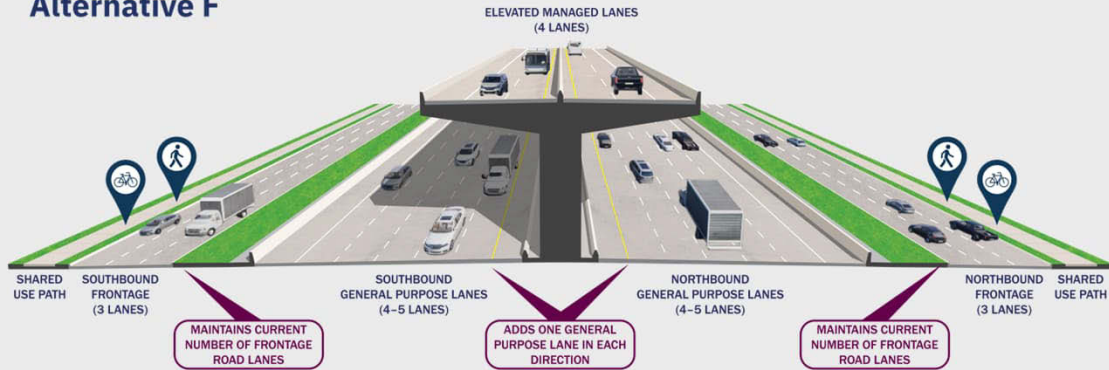 Alternative F
ELEVATED MANAGED LANES
(4 LANES)
SHARED
USE PATH
SOUTHBOUND
FRONTAGE
(3 LANES)
SOUTHBOUND
GENERAL PURPOSE LANES
(4–5 LANES)
NORTHBOUND
GENERAL PURPOSE LANES
(4–5 LANES)
NORTHBOUND
FRONTAGE
(3 LANES)
SHARED
USE PATH
MAINTAINS CURRENT
NUMBER OF FRONTAGE
ROAD LANES
ADDS ONE GENERAL
PURPOSE LANE IN EACH
DIRECTION
MAINTAINS CURRENT
NUMBER OF FRONTAGE
ROAD LANES